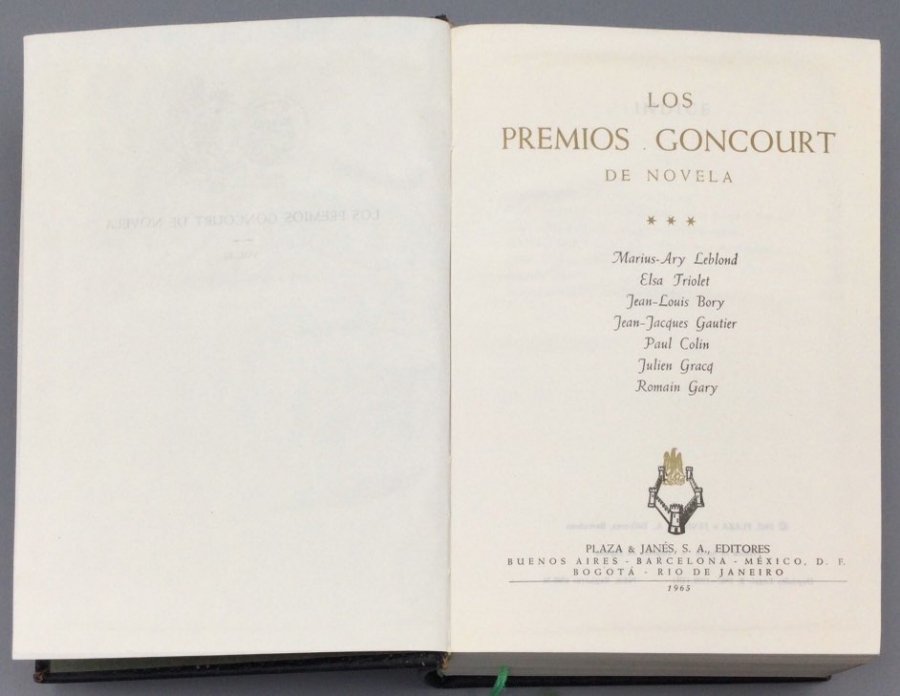 LOS
PREMIOS . GONCOURT
DE NOVELA
* * *
Marius-Ary Leblond
Elsa Triolet
Jean-Louis Bory
Jean-Jacques Gautier
Paul Colin
Julien Gracq
Romain Gary
PLAZA & JANÉS, S. A., EDITORES
BUENOS AIRES - BARCELONA - MÉXICO, D. F.
BOGOTÁ - RIO DE JANEIRO
1965